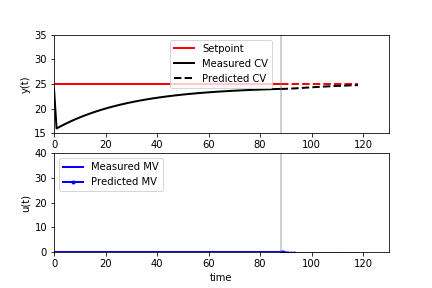 35
30
25
20
15
y(t)
Setpoint
Measured CV
Predicted CV
0 20 40 60 80 100 120
40
30
20
10
0
u(t)
Measured MV
Predicted MV
0 20 40 60 80 100 120
time